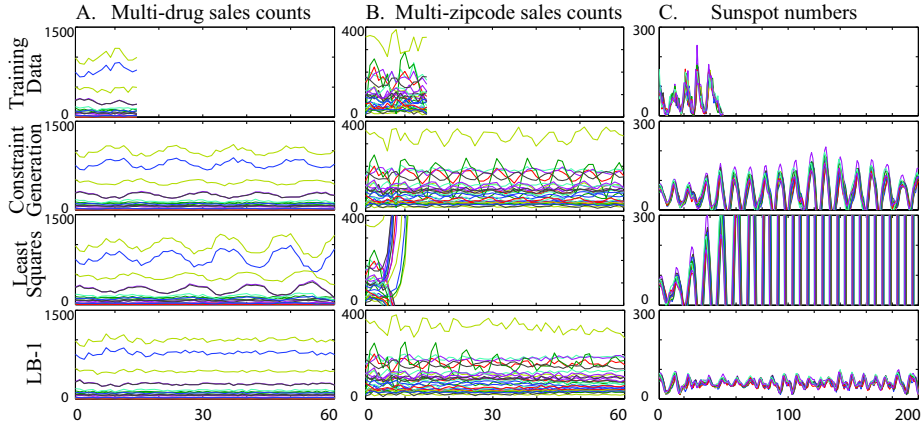 A. Multi-drug sales counts
B. Multi-zipcode sales counts
C. Sunspot numbers
Training
Data
1500
0
400
0
300
0
Constraint
Generation
1500
0
400
0
300
0
Least
Squares
1500
0
400
0
300
0
LB-1
1500
0
400
0
300
0
0 30 60
0 30 60
0 100 200